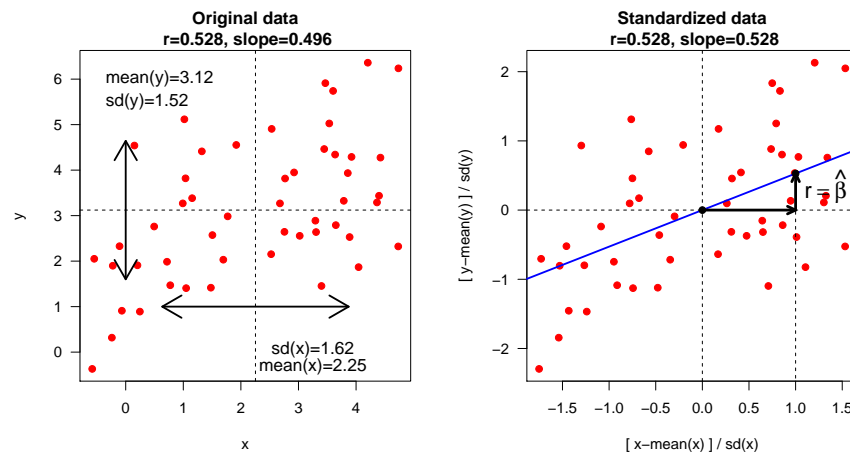 Original data
r=0.528, slope=0.496
mean(y)=3.12
sd(y)=1.52
sd(x)=1.62
mean(x)=2.25
y
6
5
4
3
2
1
0
0 1 2 3 4
x
Standardized data
r=0.528, slope=0.528
[ y−mean(y) ] / sd(y)
2
1
0
−1
−2
r = β̂
−1.5 −1.0 −0.5 0.0 0.5 1.0 1.5
[ x−mean(x) ] / sd(x)